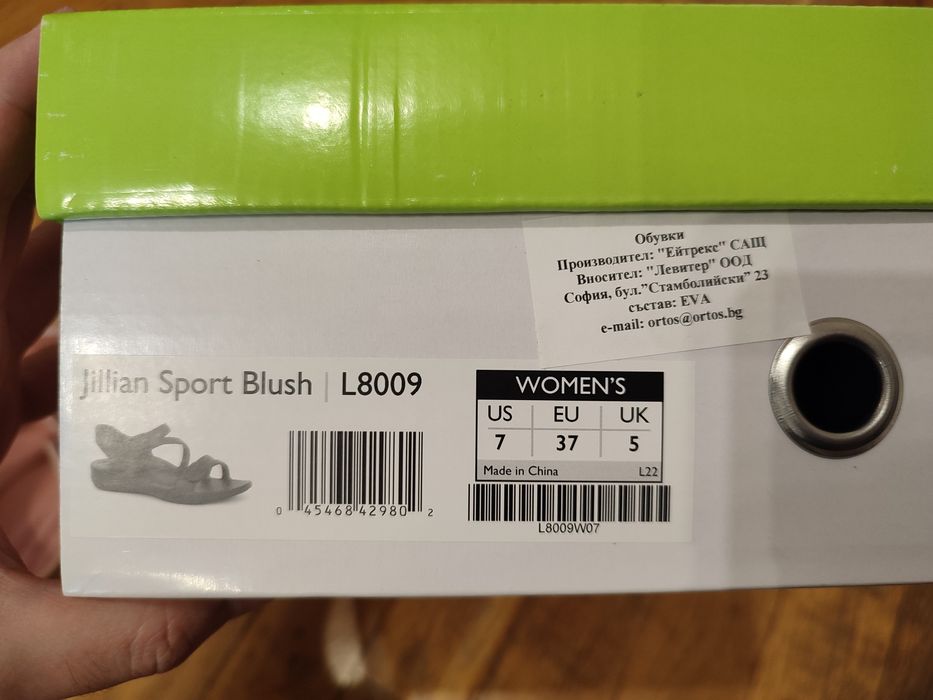 Обувки
Производител: "Ейтрекс" САЩ
Вносител: "Левитер" ООД
София, бул."Стамболийски" 23
състав: EVA
e-mail: ortos@ortos.bg
Jillian Sport Blush | L8009
WOMEN'S
US EU UK
7 37 5
Made in China L22
0 45468 42980 2
L8009W07